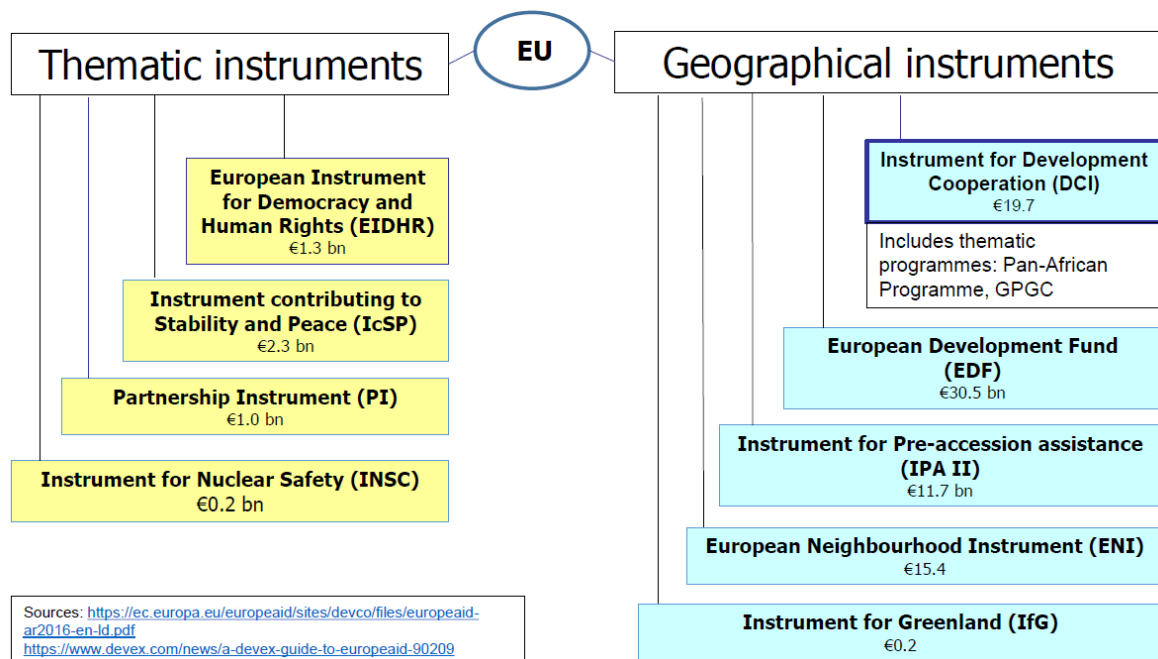 EU
Thematic instruments
European Instrument
for Democracy and
Human Rights (EIDHR)
€1.3 bn
Instrument contributing to
Stability and Peace (IcSP)
€2.3 bn
Partnership Instrument (PI)
€1.0 bn
Instrument for Nuclear Safety (INSC)
€0.2 bn
Geographical instruments
Instrument for Development
Cooperation (DCI)
€19.7
Includes thematic
programmes: Pan-African
Programme, GPGC
European Development Fund
(EDF)
€30.5 bn
Instrument for Pre-accession assistance
(IPA II)
€11.7 bn
European Neighbourhood Instrument (ENI)
€15.4
Instrument for Greenland (IfG)
€0.2
Sources: https://ec.europa.eu/europeaid/sites/devco/files/europeaid-
ar2016-en-ld.pdf
https://www.devex.com/news/a-devex-guide-to-europeaid-90209